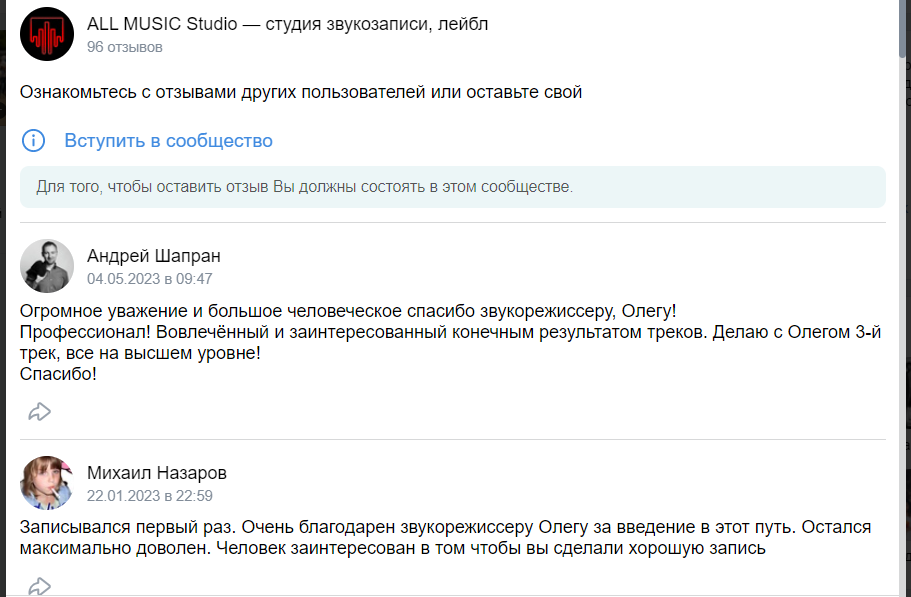 ALL MUSIC Studio — студия звукозаписи, лейбл
96 отзывов
Ознакомьтесь с отзывами других пользователей или оставьте свой
Вступить в сообщество
Для того, чтобы оставить отзыв Вы должны состоять в этом сообществе.
Андрей Шапран
04.05.2023 в 09:47
Огромное уважение и большое человеческое спасибо звукорежиссеру, Олегу!
Профессионал! Вовлечённый и заинтересованный конечным результатом треков. Делаю с Олегом 3-й
трек, все на высшем уровне!
Спасибо!
Михаил Назаров
22.01.2023 в 22:59
Записывался первый раз. Очень благодарен звукорежиссеру Олегу за введение в этот путь. Остался
максимально доволен. Человек заинтересован в том чтобы вы сделали хорошую запись